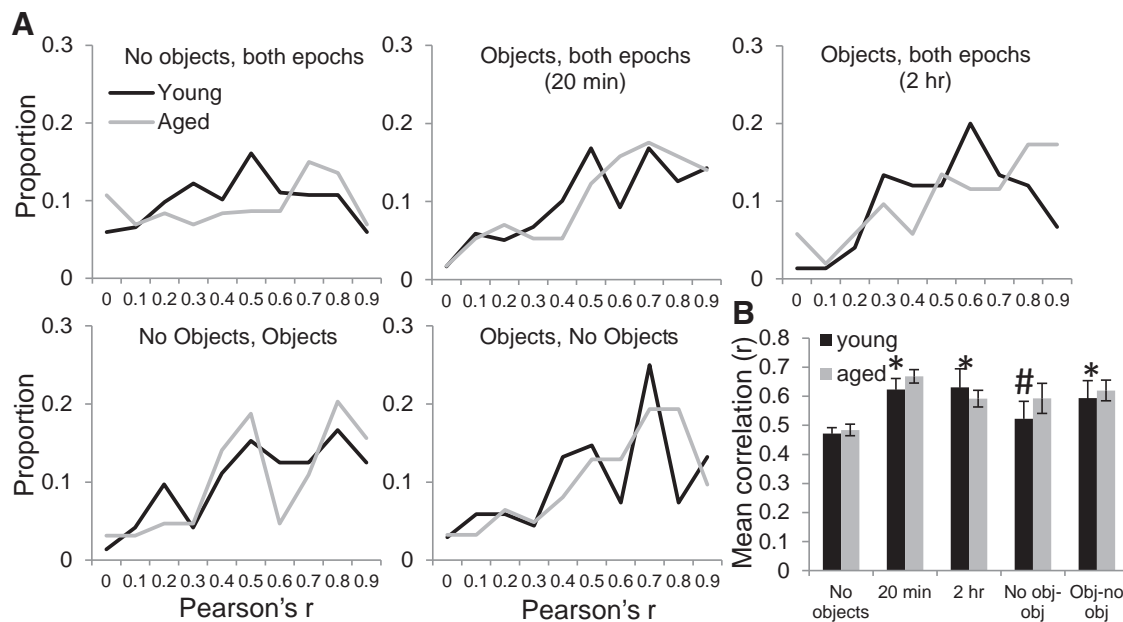 A
No objects, both epochs
Young
Aged
Proportion
0.3
0.2
0.1
0
0 0.1 0.2 0.3 0.4 0.5 0.6 0.7 0.8 0.9
Objects, both epochs
(20 min)
0.3
0.2
0.1
0
0 0.1 0.2 0.3 0.4 0.5 0.6 0.7 0.8 0.9
Objects, both epochs
(2 hr)
0.3
0.2
0.1
0
0 0.1 0.2 0.3 0.4 0.5 0.6 0.7 0.8 0.9
No Objects, Objects
Proportion
0.3
0.2
0.1
0
0 0.1 0.2 0.3 0.4 0.5 0.6 0.7 0.8 0.9
Pearson's r
Objects, No Objects
0.3
0.2
0.1
0
0 0.1 0.2 0.3 0.4 0.5 0.6 0.7 0.8 0.9
Pearson's r
B
young
aged
Mean correlation (r)
0.8
0.7
0.6
0.5
0.4
0.3
0.2
0.1
0
* * # *
No
objects
20 min
2 hr
No obj-
obj
Obj-no
obj